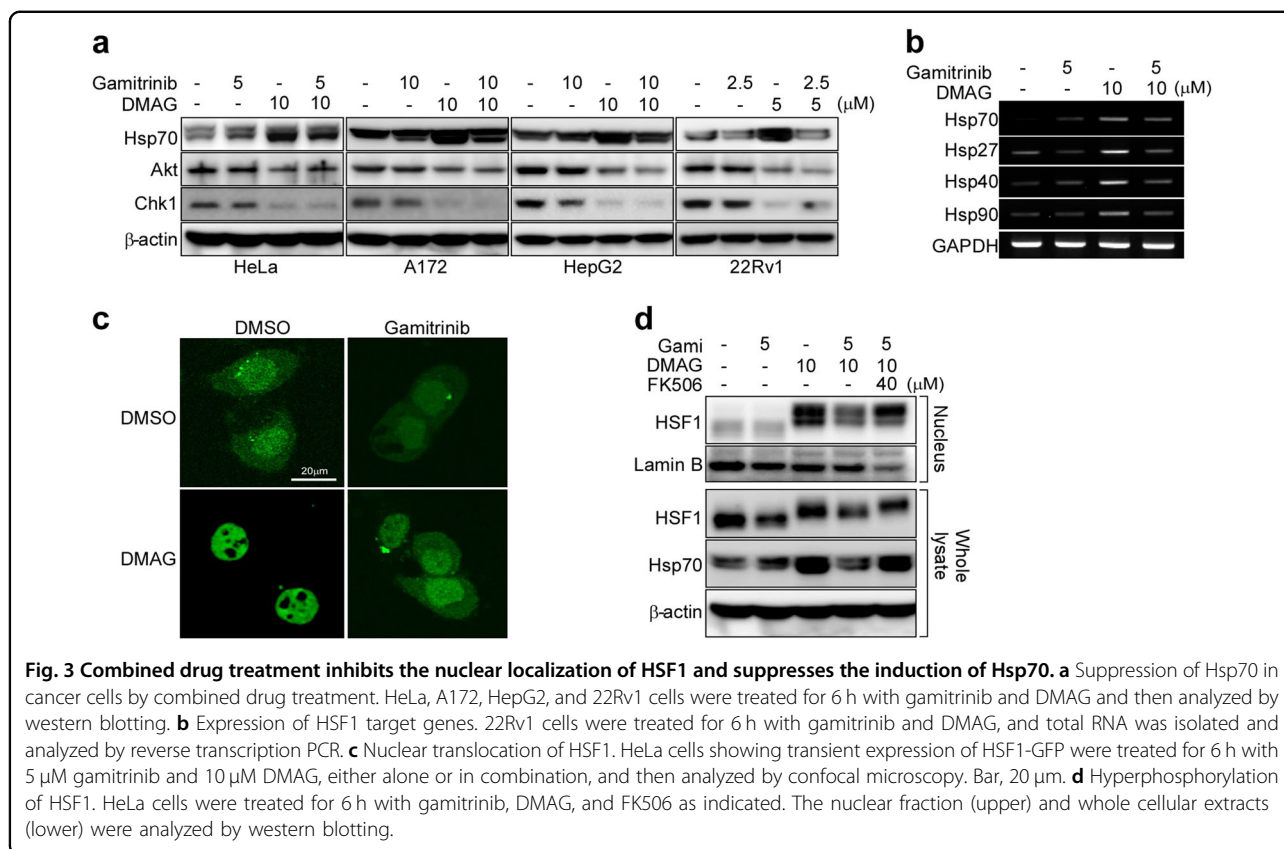 a
Gamitrinib - 5 - 5 - 10 - 10 - 10 - 10 - 2.5 - 2.5
DMAG - - 10 10 - - 10 10 - - 10 10 - - 5 5 (μM)
Hsp70
Akt
Chk1
β-actin
HeLa A172 HepG2 22Rv1
b
Gamitrinib - 5 - 5
DMAG - - 10 10 (μM)
Hsp70
Hsp27
Hsp40
Hsp90
GAPDH
c
DMSO Gamitrinib
DMSO
20μm
DMAG
d
Gami - 5 - 5 5
DMAG - - 10 10 10
FK506 - - - - 40 (μM)
HSF1
Lamin B
Nucleus
HSF1
Hsp70
β-actin
Whole
lysate
Fig. 3 Combined drug treatment inhibits the nuclear localization of HSF1 and suppresses the induction of Hsp70. a Suppression of Hsp70 in
cancer cells by combined drug treatment. HeLa, A172, HepG2, and 22Rv1 cells were treated for 6 h with gamitrinib and DMAG and then analyzed by
western blotting. b Expression of HSF1 target genes. 22Rv1 cells were treated for 6 h with gamitrinib and DMAG, and total RNA was isolated and
analyzed by reverse transcription PCR. c Nuclear translocation of HSF1. HeLa cells showing transient expression of HSF1-GFP were treated for 6 h with
5 μM gamitrinib and 10 μM DMAG, either alone or in combination, and then analyzed by confocal microscopy. Bar, 20 μm. d Hyperphosphorylation
of HSF1. HeLa cells were treated for 6 h with gamitrinib, DMAG, and FK506 as indicated. The nuclear fraction (upper) and whole cellular extracts
(lower) were analyzed by western blotting.